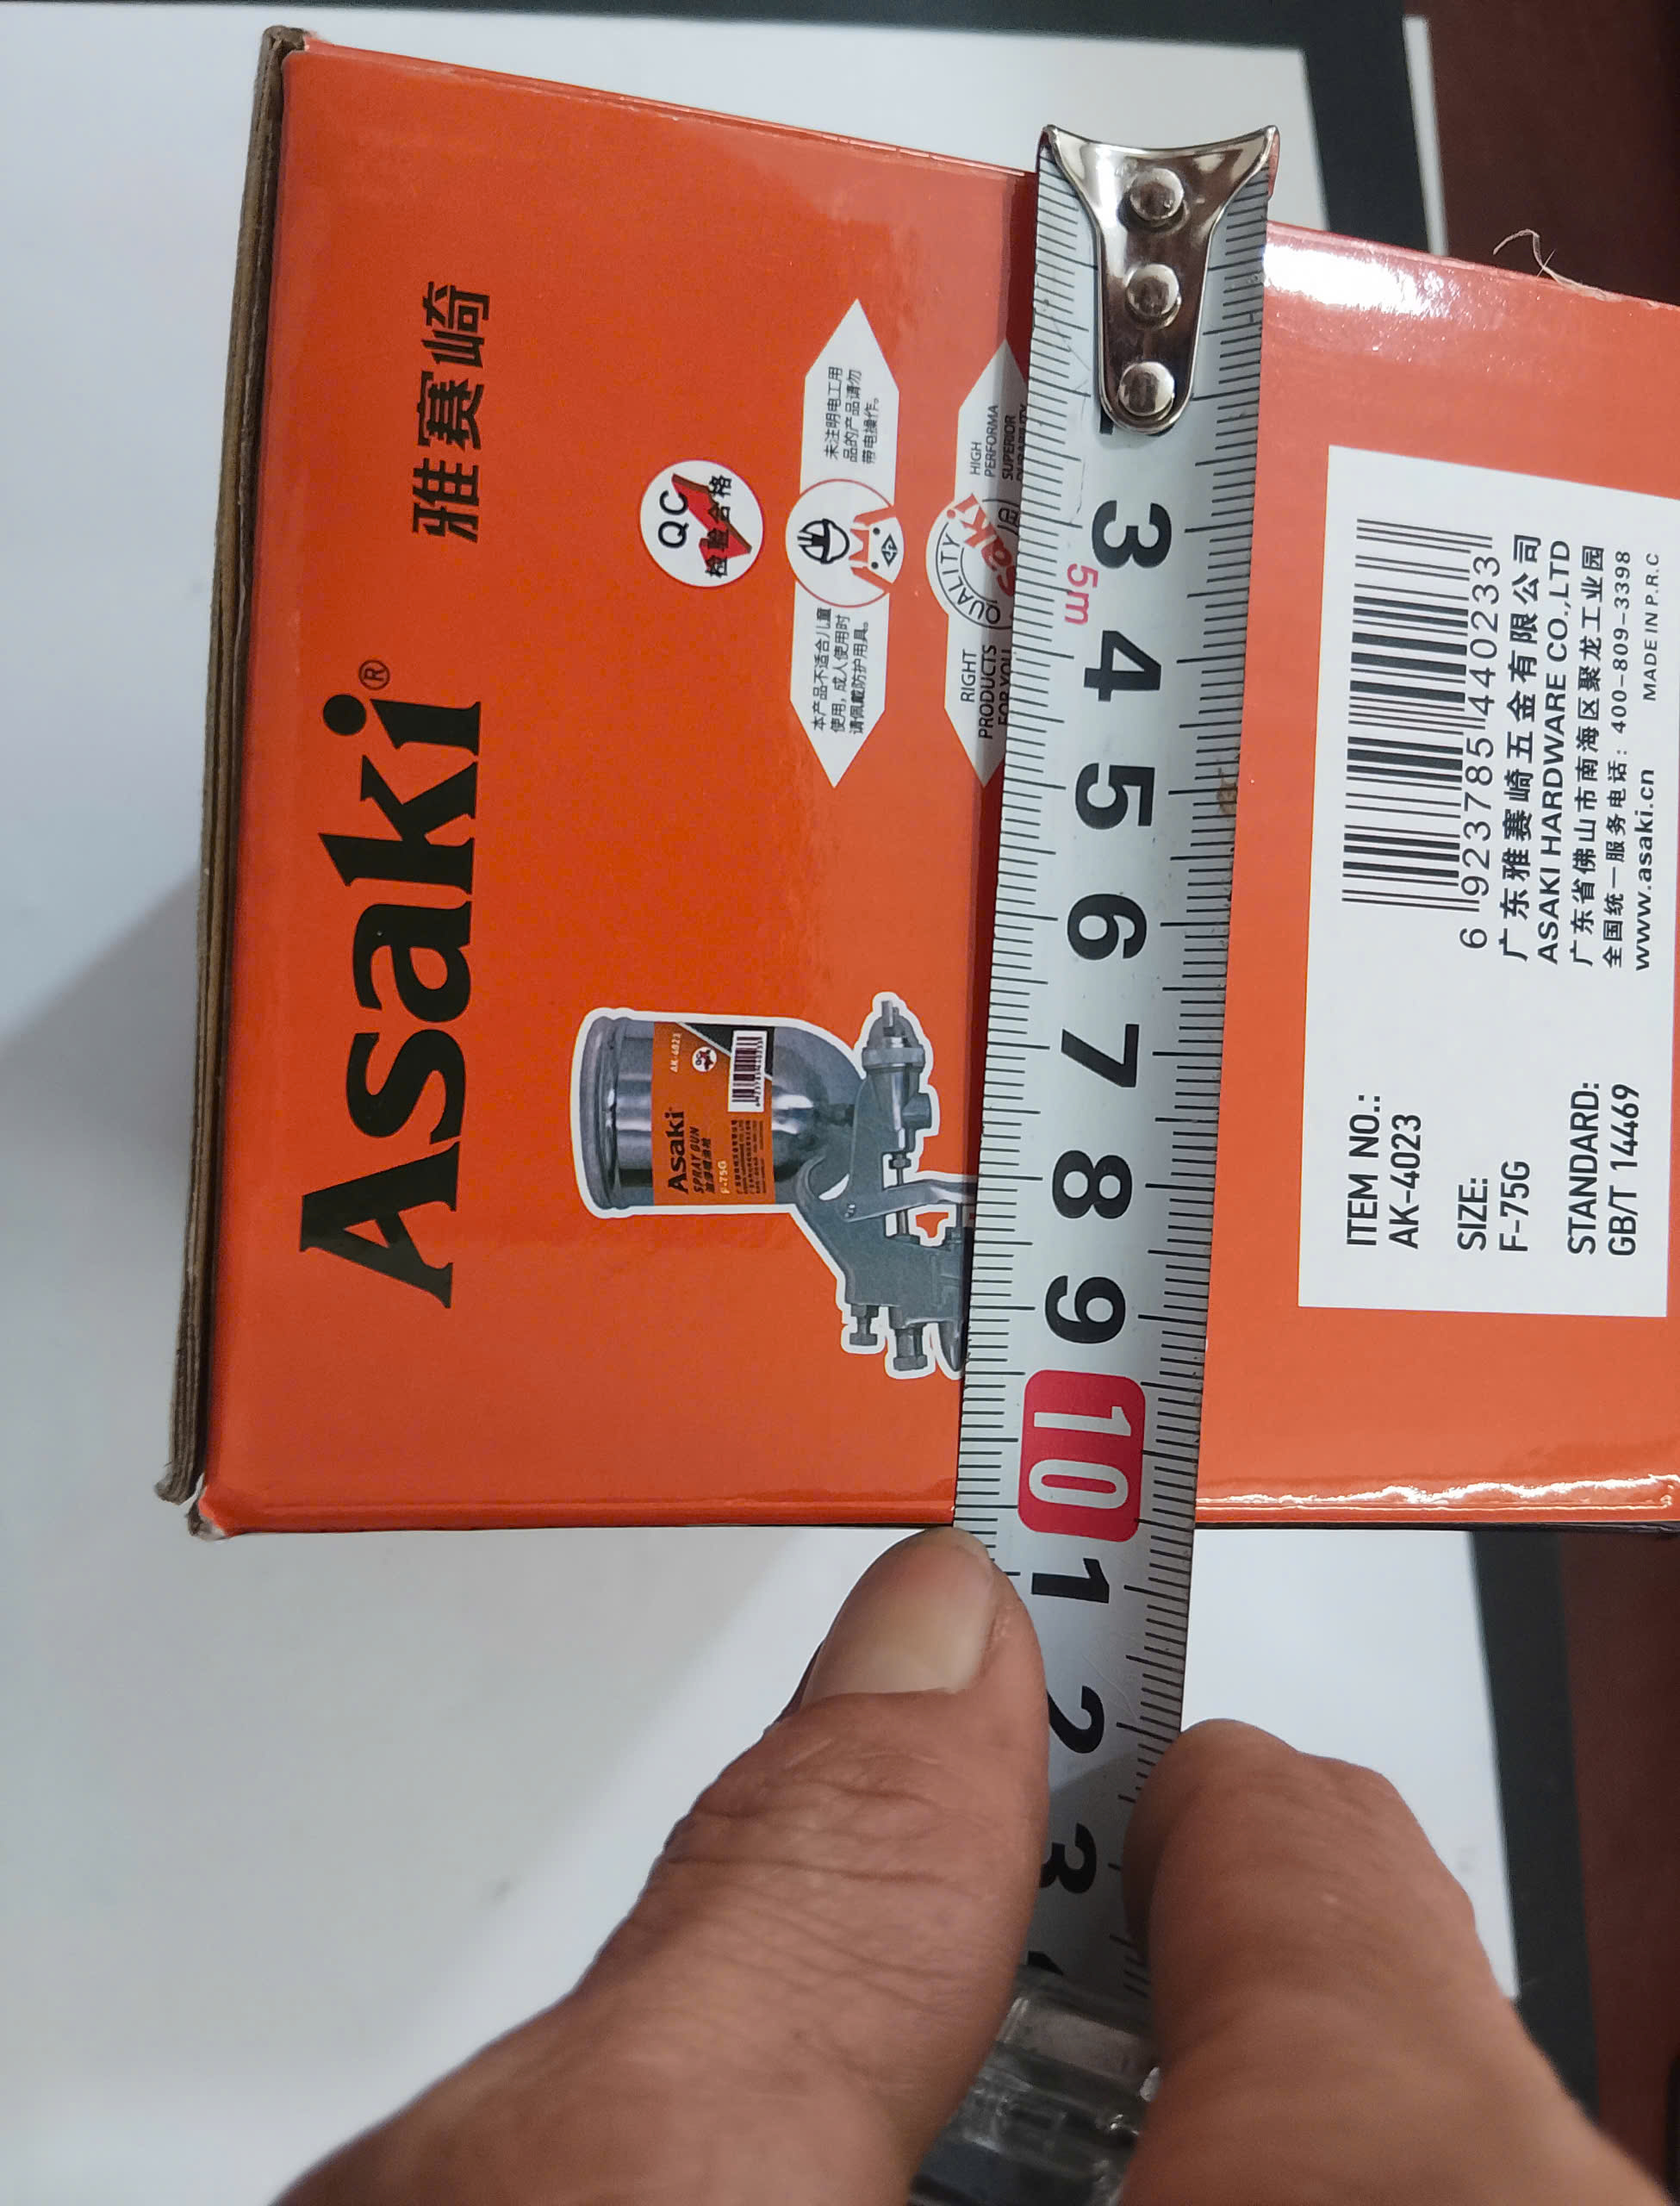 Asaki®
雅赛崎
QC
检验合格
本产品不适合儿童
使用，成人使用时
请佩戴防护用具。
未注明电工用
品的产品请勿
带电操作。
RIGHT
PRODUCTS
FOR YOU
QUALITY
HIGH
PERFORMA
SUPERIOR
DURABILITY
Asaki
SPRAY GUN
F-75G
AK-4023
3
5m
4
5
6
7
8
9
10
1
2
3
6 923785 440233
广东雅赛崎五金有限公司
ASAKI HARDWARE CO.,LTD
广东省佛山市南海区聚龙工业园
全国统一服务电话：400-809-3398
www.asaki.cn MADE IN P.R.C
ITEM NO.:
AK-4023
SIZE:
F-75G
STANDARD:
GB/T 14469